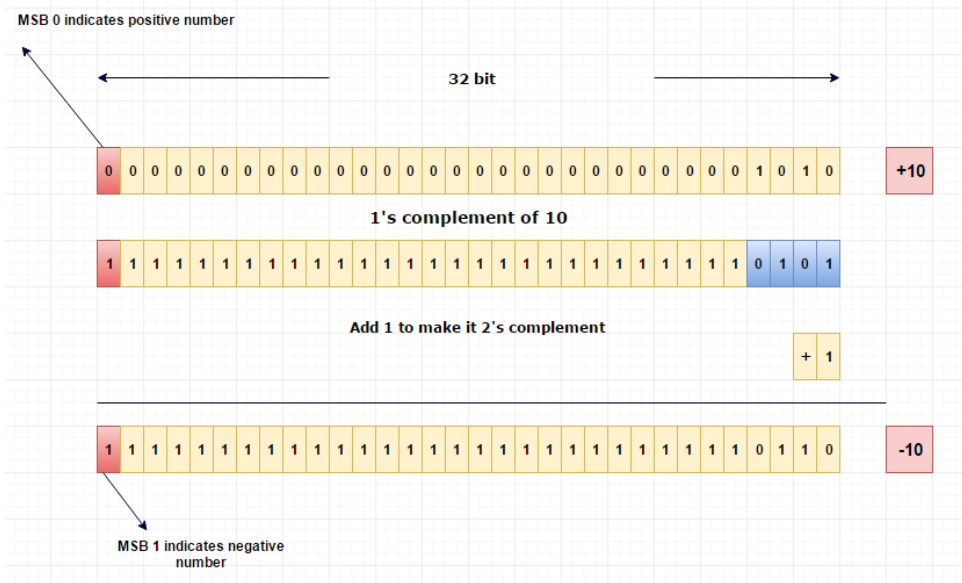 MSB 0 indicates positive number
32 bit
0 0 0 0 0 0 0 0 0 0 0 0 0 0 0 0 0 0 0 0 0 0 0 0 0 0 0 0 1 0 1 0 +10
1's complement of 10
1 1 1 1 1 1 1 1 1 1 1 1 1 1 1 1 1 1 1 1 1 1 1 1 1 1 1 1 0 1 0 1
Add 1 to make it 2's complement
+ 1
1 1 1 1 1 1 1 1 1 1 1 1 1 1 1 1 1 1 1 1 1 1 1 1 1 1 1 1 0 1 1 0 -10
MSB 1 indicates negative
number